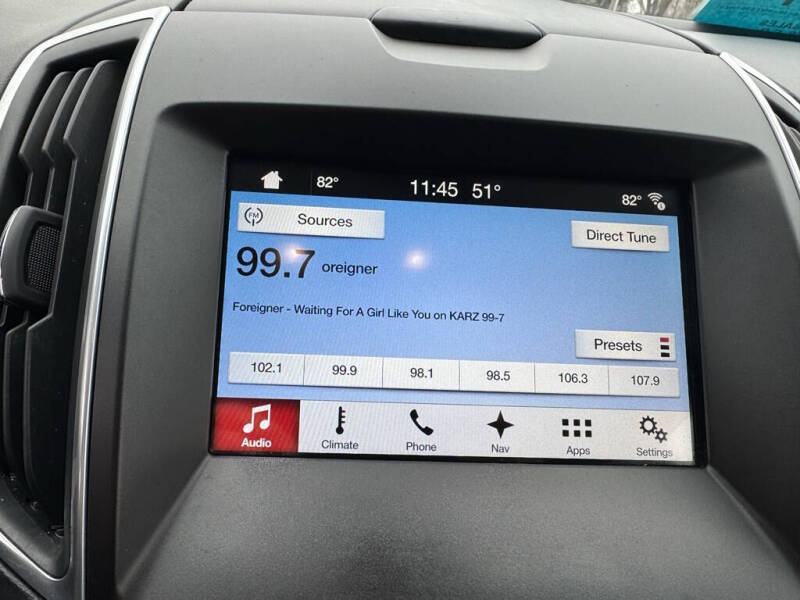 82° 11:45 51° 82°
FM Sources
Direct Tune
99.7 oreigner
Foreigner - Waiting For A Girl Like You on KARZ 99-7
Presets
102.1 99.9 98.1 98.5 106.3 107.9
Audio Climate Phone Nav Apps Settings